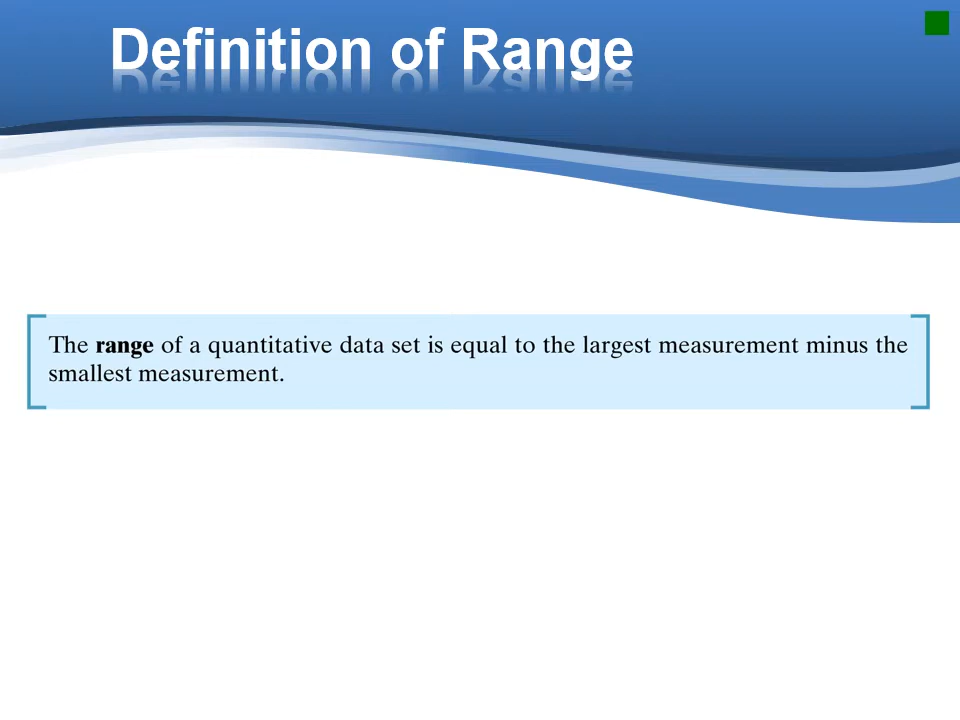 Definition of Range
The range of a quantitative data set is equal to the largest measurement minus the
smallest measurement.